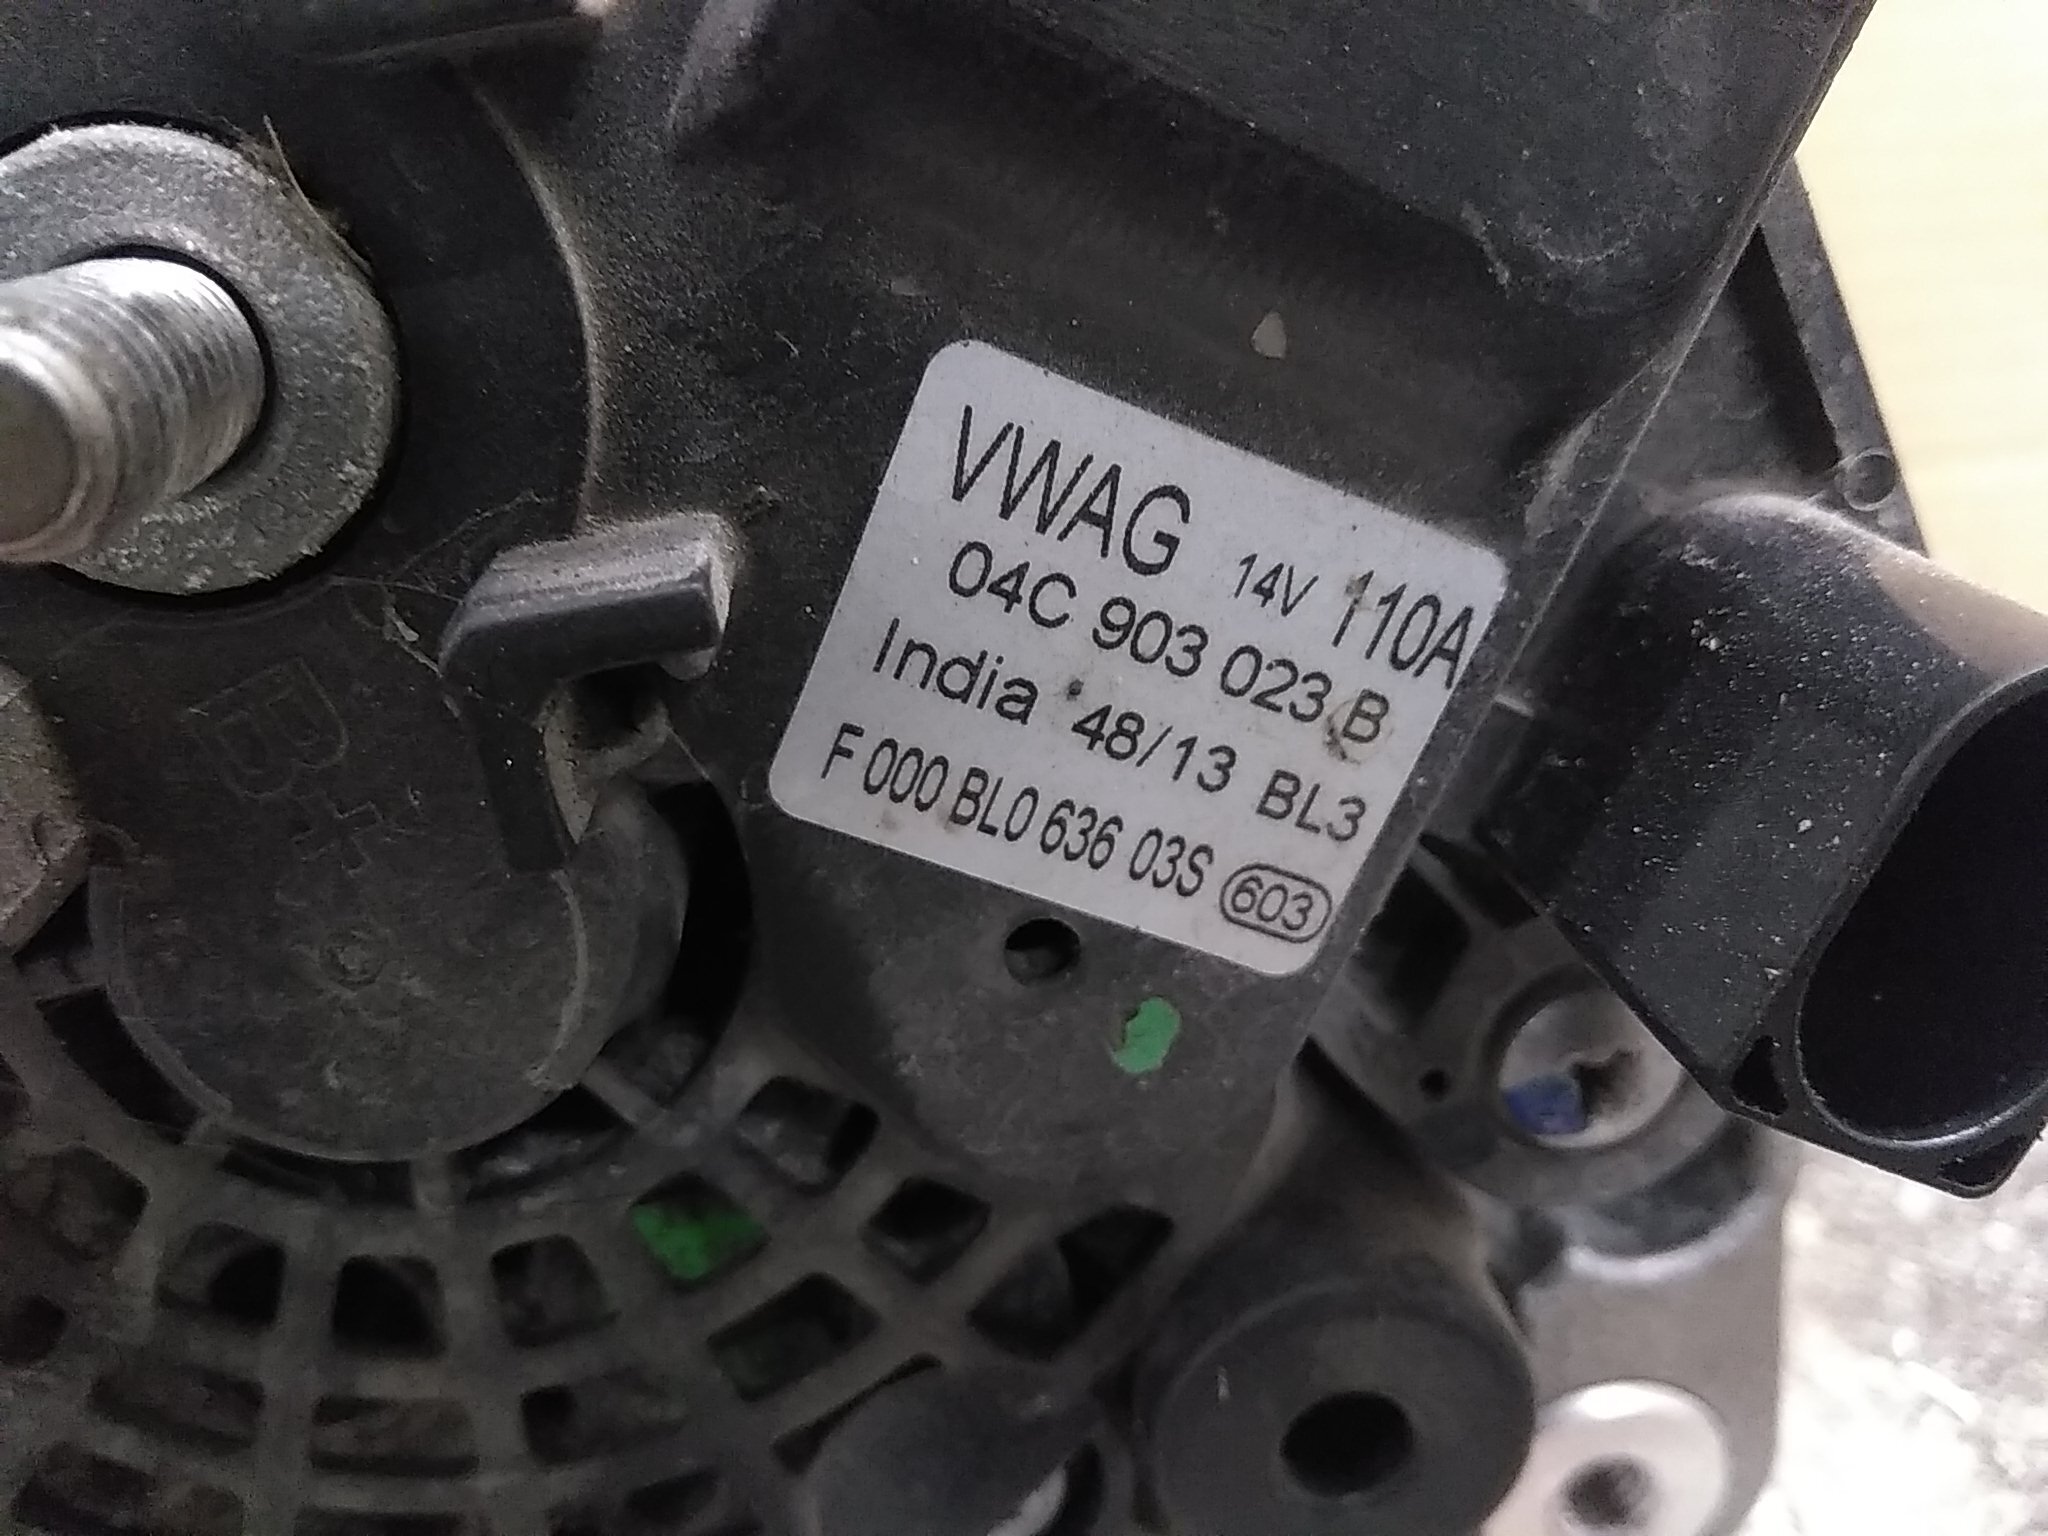 VWAG 14V 110A
04C 903 023 B
India 48/13 BL3
F 000 BL0 636 03S 603
B+